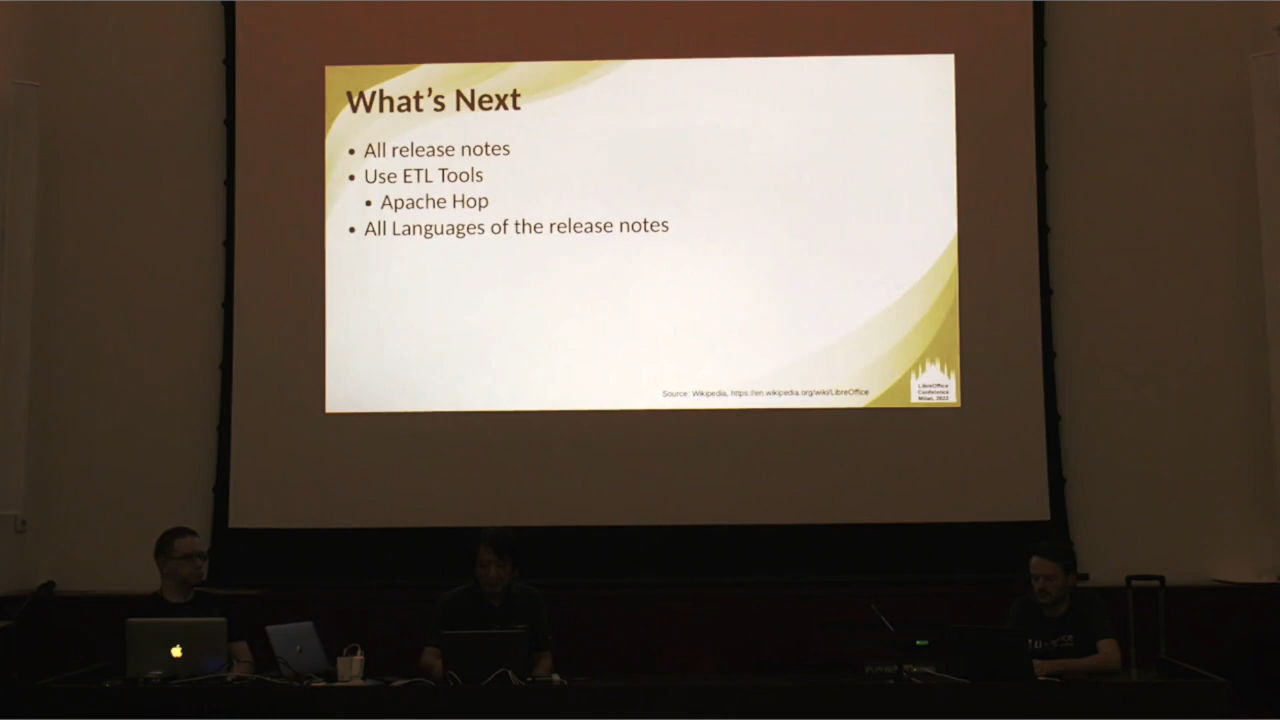 What's Next
• All release notes
• Use ETL Tools
• Apache Hop
• All Languages of the release notes
Source: Wikipedia, https://en.wikipedia.org/wiki/LibreOffice
LibreOffice
Conference
Milan, 2022